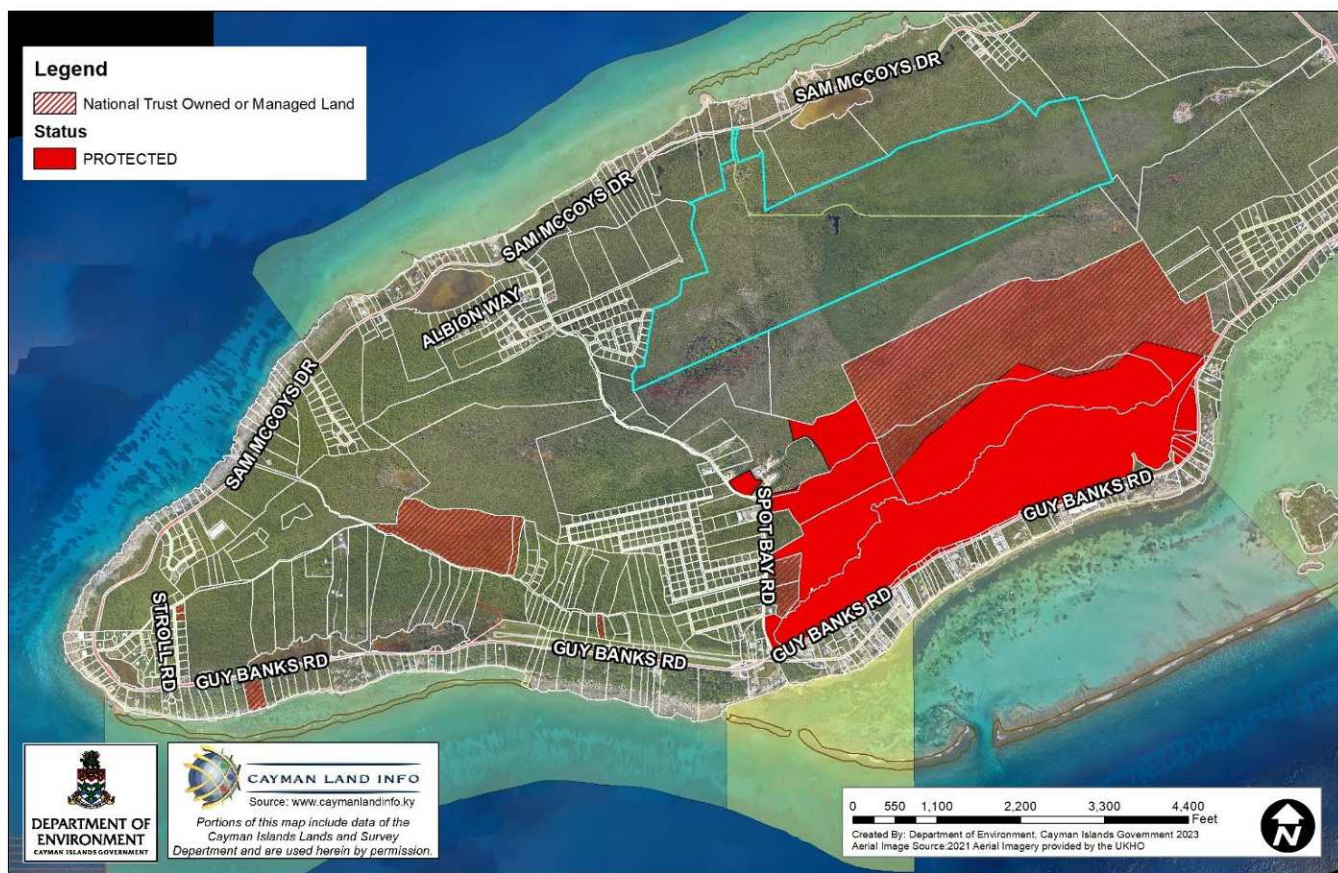 Legend
National Trust Owned or Managed Land
Status
PROTECTED
SAM MCCOYS DR
SAM MCCOYS DR
ALBION WAY
SAM MCCOYS DR
SPOT BAY RD
GUY BANKS RD
STROLL RD
GUY BANKS RD
GUY BANKS RD
GUY BANKS RD
DEPARTMENT OF
ENVIRONMENT
CAYMAN ISLANDS GOVERNMENT
CAYMAN LAND INFO
Source: www.caymanlandinfo.ky
Portions of this map include data of the
Cayman Islands Lands and Survey
Department and are used herein by permission.
0 550 1,100 2,200 3,300 4,400
Feet
Created By: Department of Environment, Cayman Islands Government 2023
Aerial Image Source:2021 Aerial Imagery provided by the UKHO
N